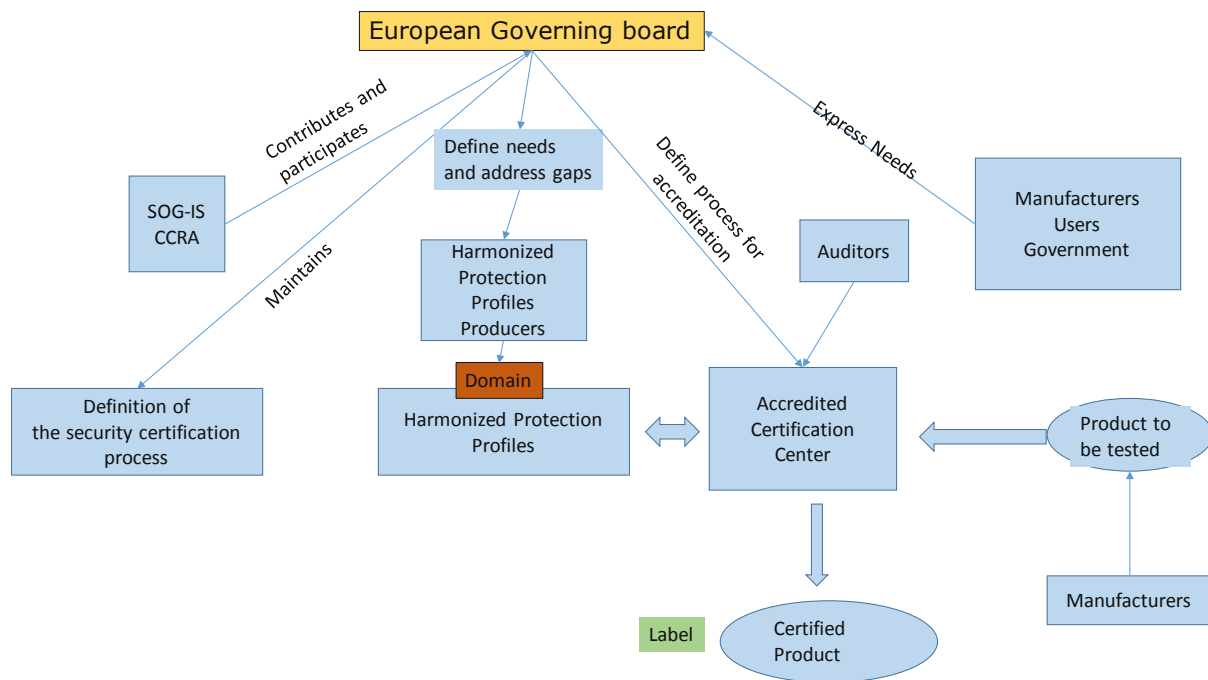 European Governing board
Contributes and
participates
Define needs
and address gaps
Define process for
accreditation
Express Needs
SOG-IS
CCRA
Maintains
Harmonized
Protection
Profiles
Producers
Auditors
Manufacturers
Users
Government
Definition of
the security certification
process
Domain
Harmonized Protection
Profiles
Accredited
Certification
Center
Product to
be tested
Manufacturers
Label
Certified
Product